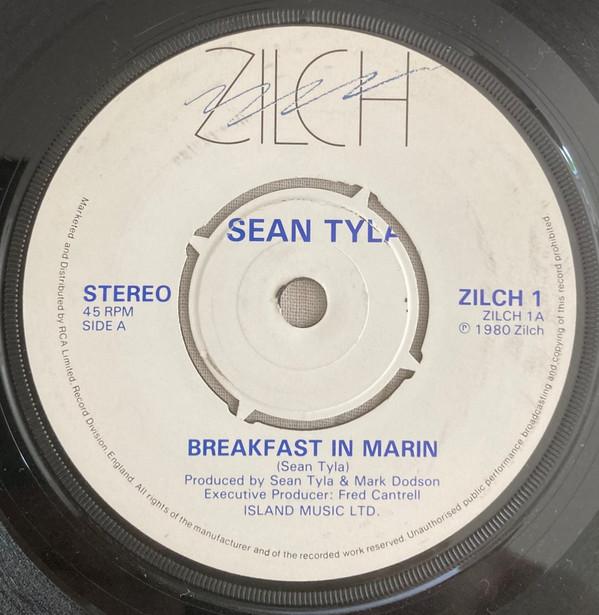 ZILCH
SEAN TYLA
STEREO
45 RPM
SIDE A
ZILCH 1
ZILCH 1A
℗ 1980 Zilch
BREAKFAST IN MARIN
(Sean Tyla)
Produced by Sean Tyla & Mark Dodson
Executive Producer: Fred Cantrell
ISLAND MUSIC LTD.
Marketed and Distributed by RCA Limited. Record Division. England. All rights of the manufacturer and of the recorded work reserved. Unauthorised public performance broadcasting and copying of this record prohibited.